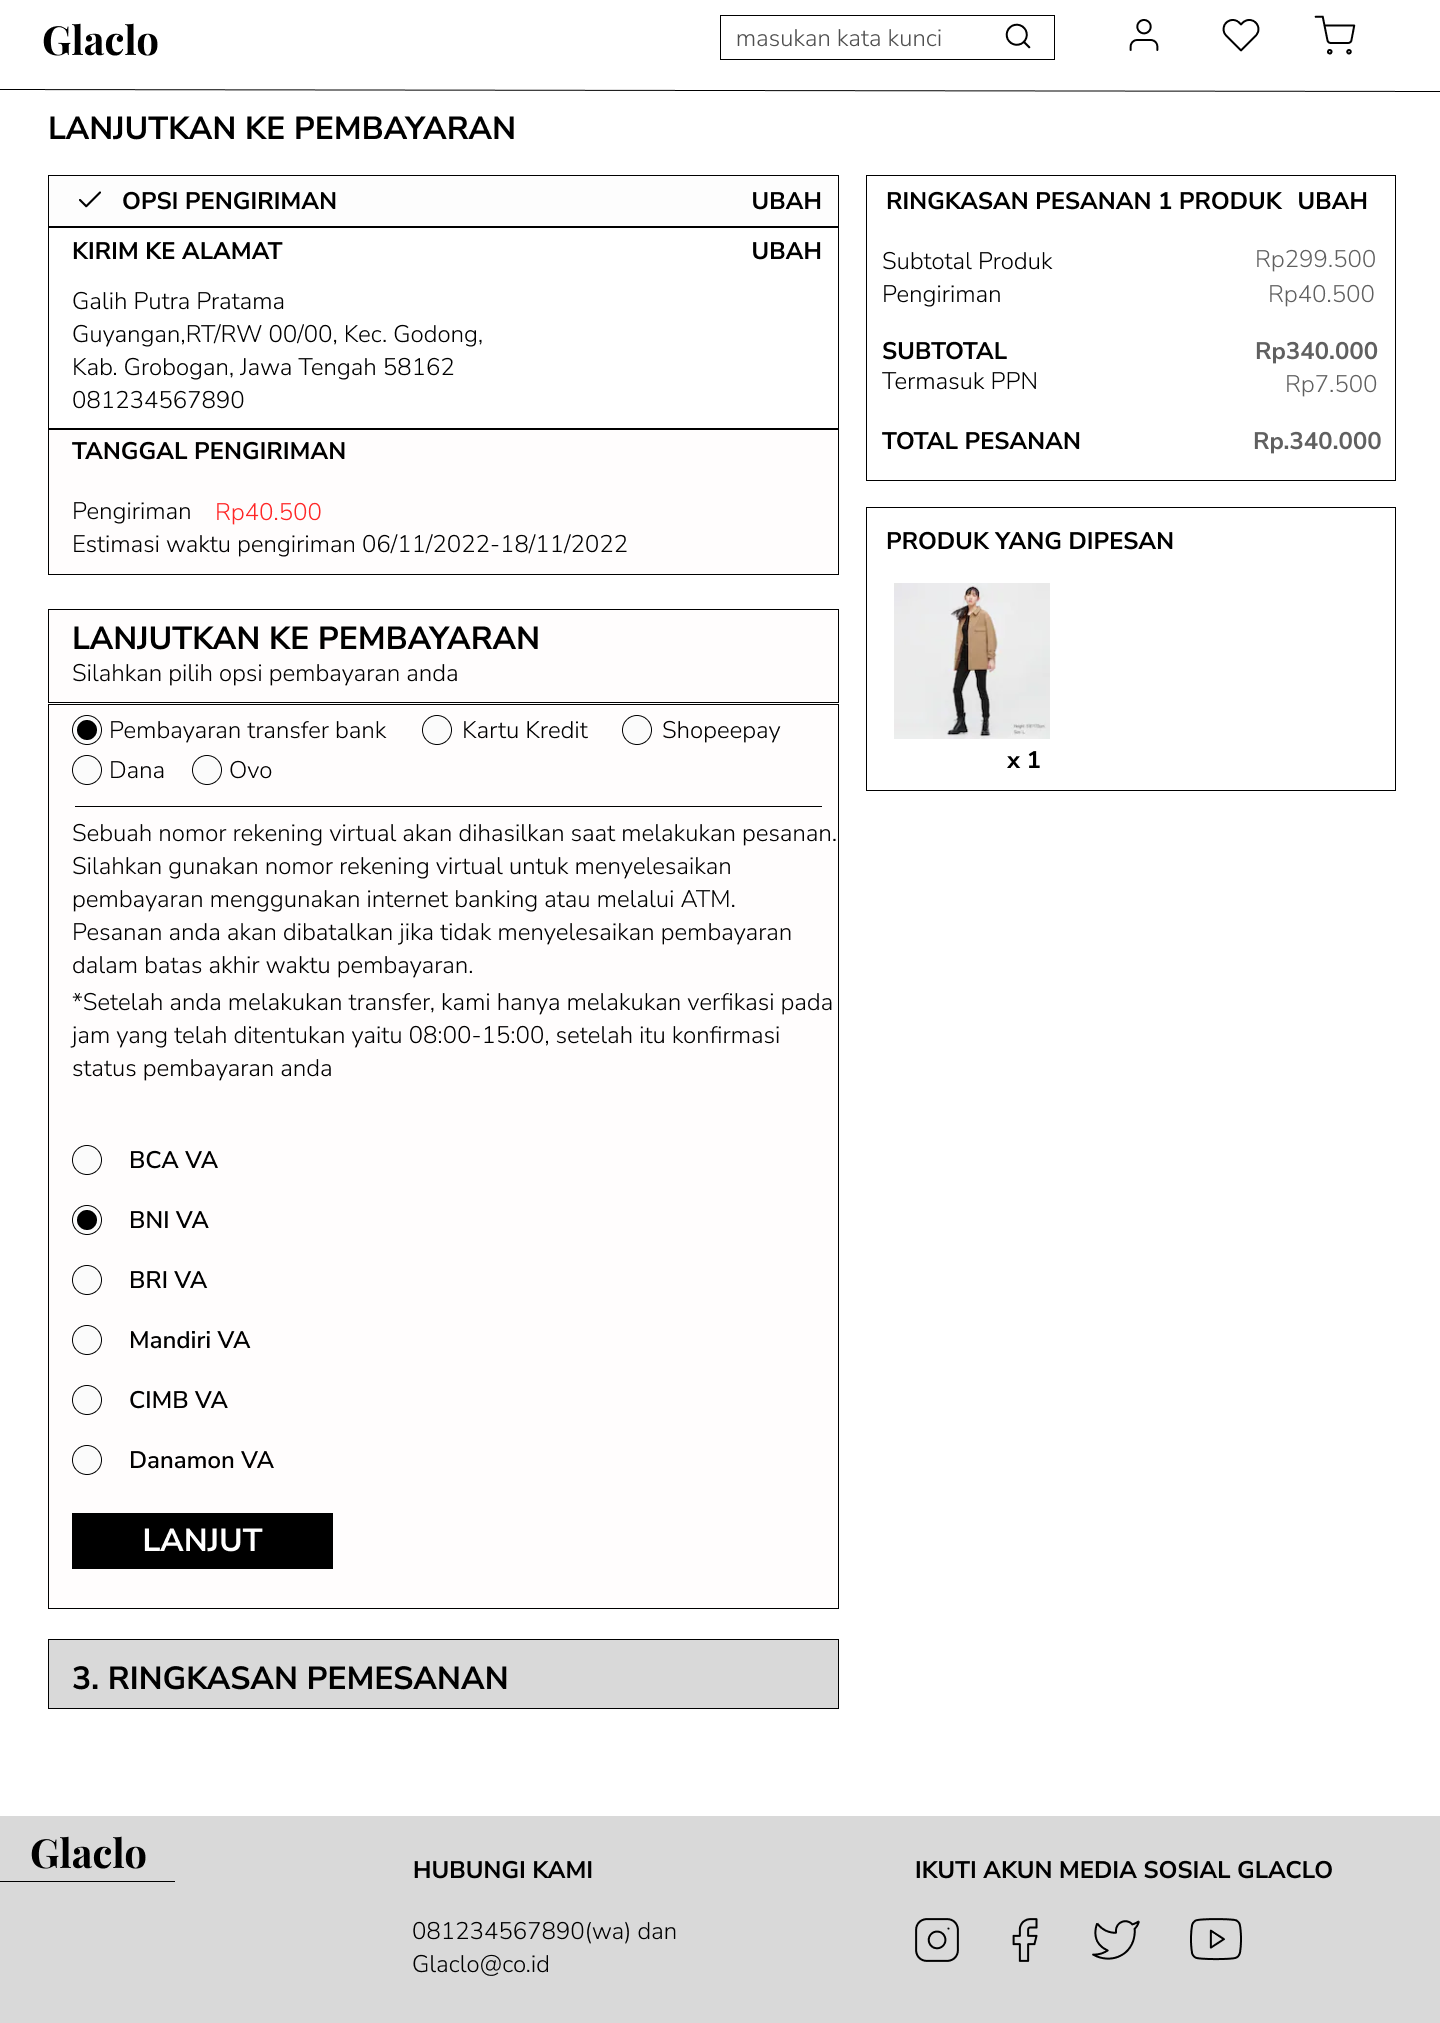 Glaclo
masukan kata kunci
LANJUTKAN KE PEMBAYARAN
OPSI PENGIRIMAN UBAH
KIRIM KE ALAMAT UBAH
Galih Putra Pratama
Guyangan,RT/RW 00/00, Kec. Godong,
Kab. Grobogan, Jawa Tengah 58162
081234567890
TANGGAL PENGIRIMAN
Pengiriman Rp40.500
Estimasi waktu pengiriman 06/11/2022-18/11/2022
RINGKASAN PESANAN 1 PRODUK UBAH
Subtotal Produk Rp299.500
Pengiriman Rp40.500
SUBTOTAL Rp340.000
Termasuk PPN Rp7.500
TOTAL PESANAN Rp.340.000
PRODUK YANG DIPESAN
x 1
LANJUTKAN KE PEMBAYARAN
Silahkan pilih opsi pembayaran anda
Pembayaran transfer bank Kartu Kredit Shopeepay
Dana Ovo
Sebuah nomor rekening virtual akan dihasilkan saat melakukan pesanan.
Silahkan gunakan nomor rekening virtual untuk menyelesaikan
pembayaran menggunakan internet banking atau melalui ATM.
Pesanan anda akan dibatalkan jika tidak menyelesaikan pembayaran
dalam batas akhir waktu pembayaran.
*Setelah anda melakukan transfer, kami hanya melakukan verfikasi pada
jam yang telah ditentukan yaitu 08:00-15:00, setelah itu konfirmasi
status pembayaran anda
BCA VA
BNI VA
BRI VA
Mandiri VA
CIMB VA
Danamon VA
LANJUT
3. RINGKASAN PEMESANAN
Glaclo
HUBUNGI KAMI
081234567890(wa) dan
Glaclo@co.id
IKUTI AKUN MEDIA SOSIAL GLACLO